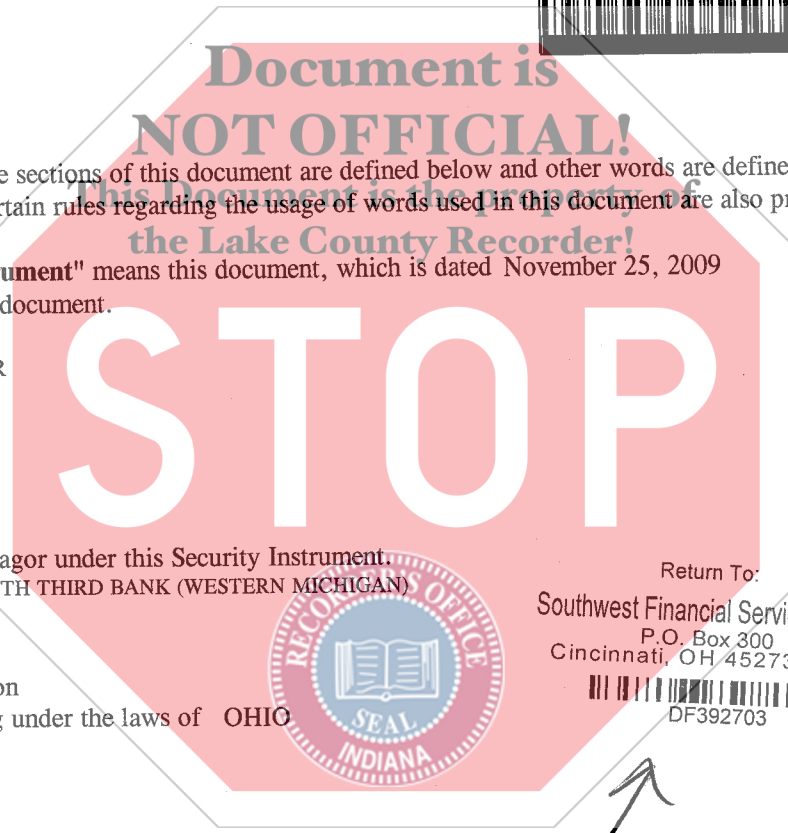 Document is
NOT OFFICIAL!
e sections of this document are defined below and other words are define
This Document is the property of
rtain rules regarding the usage of words used in this document are also pr
the Lake County Recorder!
ument" means this document, which is dated November 25, 2009
document.
R
STOP
agor under this Security Instrument.
TH THIRD BANK (WESTERN MICHIGAN)
Return To:
Southwest Financial Servi
P.O. Box 300
Cincinnati, OH 45273
DF392703
on
g under the laws of OHIO
RECORDER'S OFFICE
SEAL
INDIANA